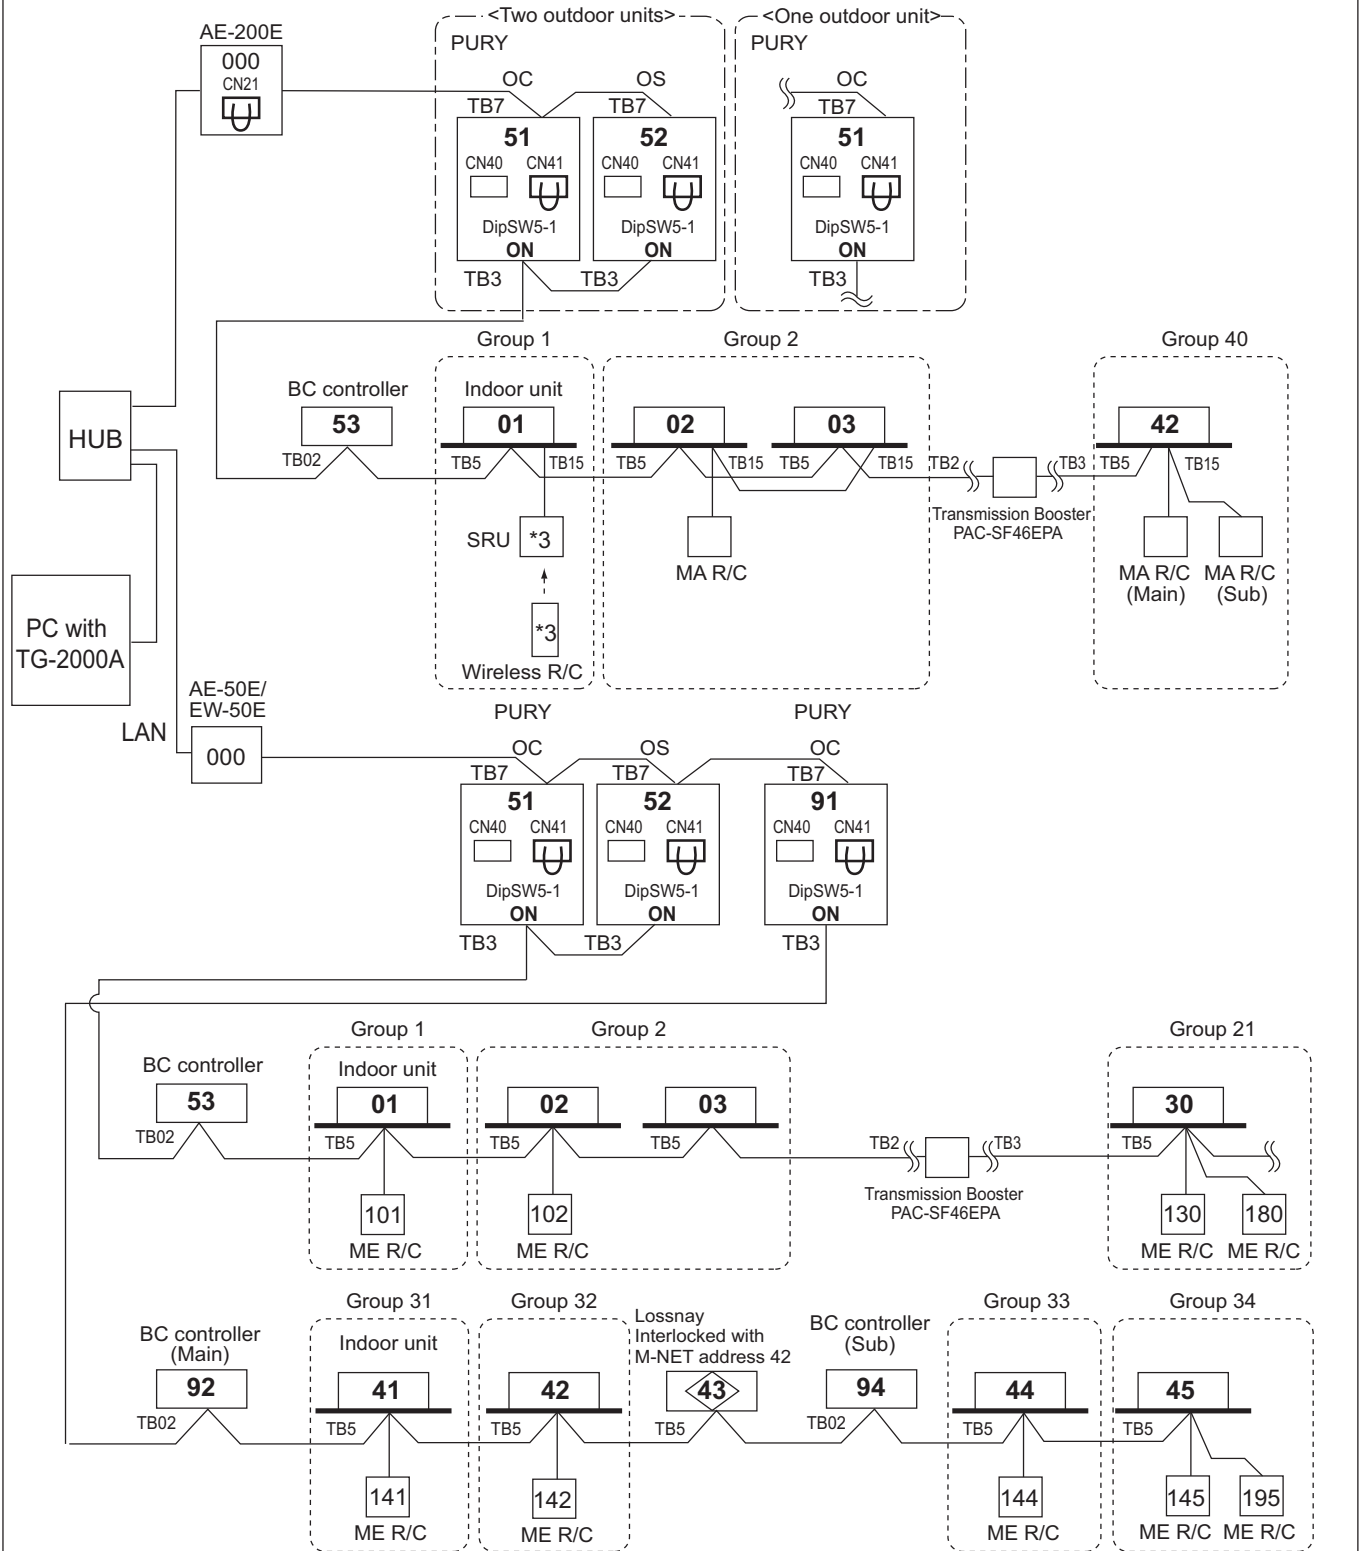 <Two outdoor units>
<One outdoor unit>
AE-200E
000
CN21
PURY
OC
OS
TB7
TB7
51
52
CN40
CN41
CN40
CN41
DipSW5-1
DipSW5-1
ON
ON
TB3
TB3
PURY
OC
TB7
51
CN40
CN41
DipSW5-1
ON
TB3
HUB
PC with
TG-2000A
LAN
Group 1
Group 2
Group 40
BC controller
53
TB02
Indoor unit
01
TB5
TB15
SRU
*3
*3
Wireless R/C
02
TB5
TB15
MA R/C
03
TB5
TB15
TB2
TB3
Transmission Booster
PAC-SF46EPA
42
TB5
TB15
MA R/C
(Main)
MA R/C
(Sub)
AE-50E/
EW-50E
000
PURY
PURY
OC
OS
OC
TB7
TB7
TB7
51
52
91
CN40
CN41
CN40
CN41
CN40
CN41
DipSW5-1
DipSW5-1
DipSW5-1
ON
ON
ON
TB3
TB3
TB3
Group 1
Group 2
Group 21
BC controller
53
TB02
Indoor unit
01
TB5
101
ME R/C
02
TB5
102
ME R/C
03
TB5
TB2
TB3
Transmission Booster
PAC-SF46EPA
30
TB5
130
180
ME R/C
ME R/C
Group 31
Group 32
Group 33
Group 34
BC controller
(Main)
92
TB02
Indoor unit
41
TB5
141
ME R/C
42
TB5
142
ME R/C
Lossnay
Interlocked with
M-NET address 42
43
TB5
BC controller
(Sub)
94
TB02
44
TB5
144
ME R/C
45
TB5
145
195
ME R/C
ME R/C